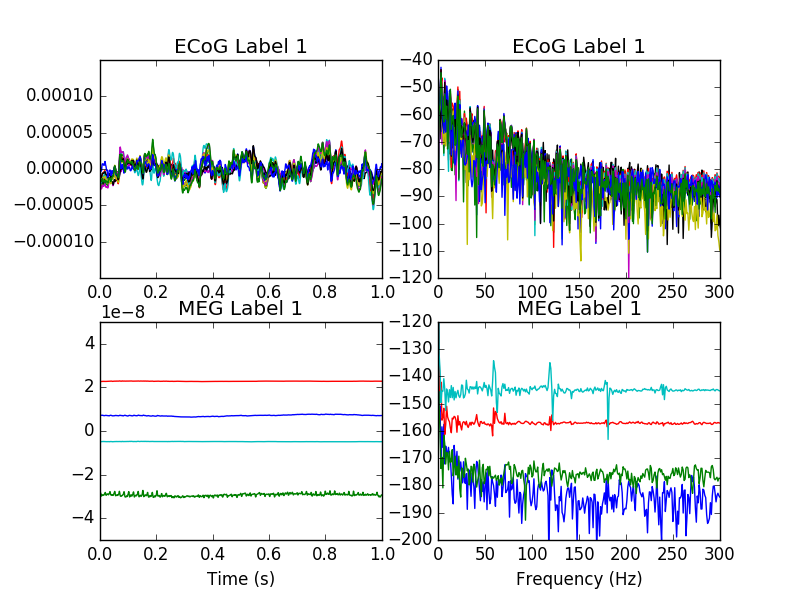 ECoG Label 1
ECoG Label 1
0.00010
0.00005
0.00000
−0.00005
−0.00010
0.0 0.2 0.4 0.6 0.8 1.0
−40
−50
−60
−70
−80
−90
−100
−110
−120
0 50 100 150 200 250 300
1e−8
MEG Label 1
MEG Label 1
4
2
0
−2
−4
0.0 0.2 0.4 0.6 0.8 1.0
Time (s)
−120
−130
−140
−150
−160
−170
−180
−190
−200
0 50 100 150 200 250 300
Frequency (Hz)